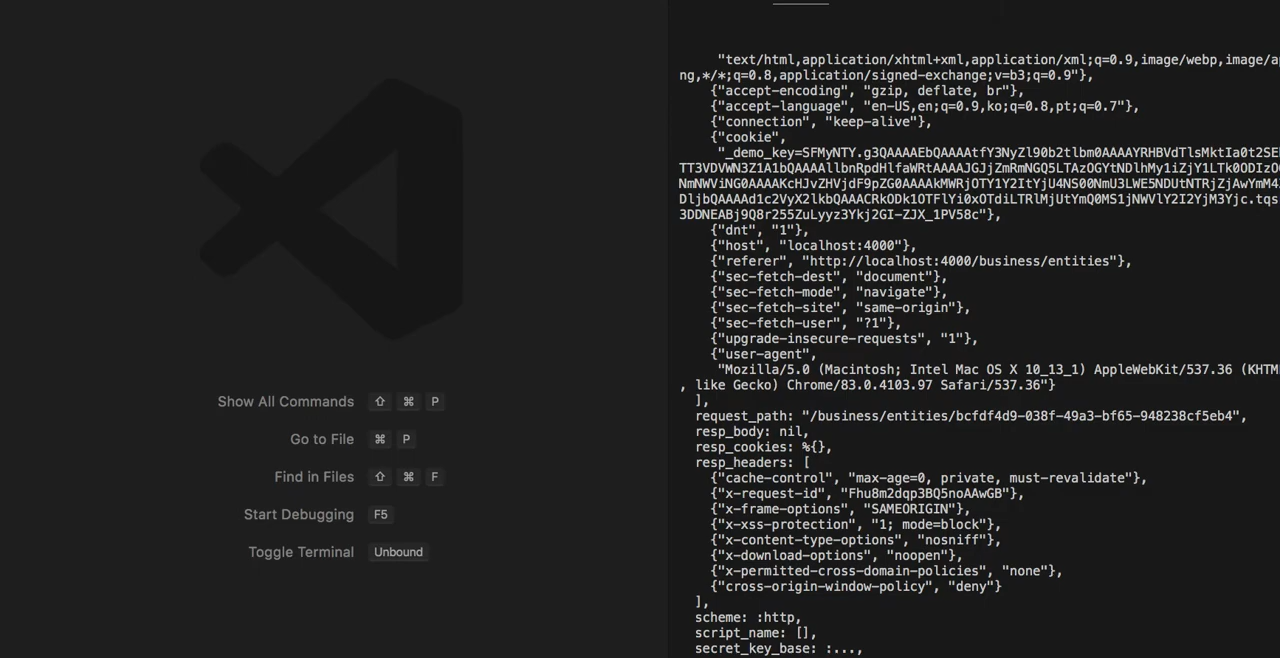 Show All Commands ⇧ ⌘ P
Go to File ⌘ P
Find in Files ⇧ ⌘ F
Start Debugging F5
Toggle Terminal Unbound
"text/html,application/xhtml+xml,application/xml;q=0.9,image/webp,image/ap
ng,*/*;q=0.8,application/signed-exchange;v=b3;q=0.9"},
{"accept-encoding", "gzip, deflate, br"},
{"accept-language", "en-US,en;q=0.9,ko;q=0.8,pt;q=0.7"},
{"connection", "keep-alive"},
{"cookie",
"_demo_key=SFMyNTY.g3QAAAAEbQAAAAtfY3NyZl90b2tlbm0AAAAYRHBVdTlsMktIa0t2SE
TT3VDVWN3Z1A1bQAAAAllbnRpdHlfaWRtAAAAJGJjZmRmNGQ5LTAzOGYtNDlhMy1iZjY1LTk0ODIzO
NmNWViNG0AAAAKcHJvZHVjdF9pZG0AAAAkMWRjOTY1Y2ItYjU4NS00NmU3LWE5NDUtNTRjZjAwYmM4
DljbQAAAAd1c2VyX2lkbQAAACRkODk1OTFlYi0xOTdiLTRlMjUtYmQ0MS1jNWVlY2I2YjM3Yjc.tqs
3DDNEABj9Q8r255ZuLyyz3Ykj2GI-ZJX_1PV58c"},
{"dnt", "1"},
{"host", "localhost:4000"},
{"referer", "http://localhost:4000/business/entities"},
{"sec-fetch-dest", "document"},
{"sec-fetch-mode", "navigate"},
{"sec-fetch-site", "same-origin"},
{"sec-fetch-user", "?1"},
{"upgrade-insecure-requests", "1"},
{"user-agent",
"Mozilla/5.0 (Macintosh; Intel Mac OS X 10_13_1) AppleWebKit/537.36 (KHTM
, like Gecko) Chrome/83.0.4103.97 Safari/537.36"}
],
request_path: "/business/entities/bcfdf4d9-038f-49a3-bf65-948238cf5eb4",
resp_body: nil,
resp_cookies: %{},
resp_headers: [
{"cache-control", "max-age=0, private, must-revalidate"},
{"x-request-id", "Fhu8m2dqp3BQ5noAAwGB"},
{"x-frame-options", "SAMEORIGIN"},
{"x-xss-protection", "1; mode=block"},
{"x-content-type-options", "nosniff"},
{"x-download-options", "noopen"},
{"x-permitted-cross-domain-policies", "none"},
{"cross-origin-window-policy", "deny"}
],
scheme: :http,
script_name: [],
secret_key_base: :...,